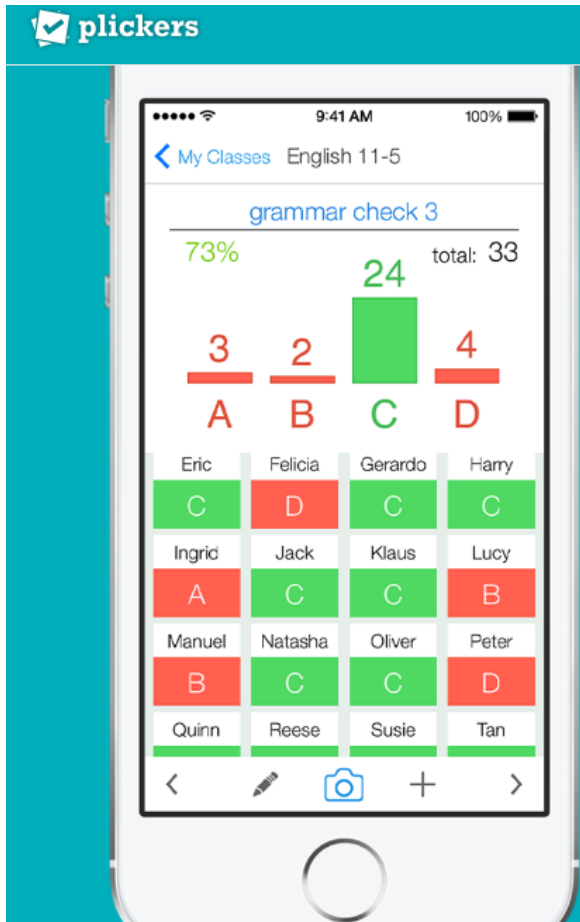 plickers
9:41 AM 100%
My Classes English 11-5
grammar check 3
73% total: 33
24
3 2 4
A B C D
Eric Felicia Gerardo Harry
C D C C
Ingrid Jack Klaus Lucy
A C C B
Manuel Natasha Oliver Peter
B C C D
Quinn Reese Susie Tan